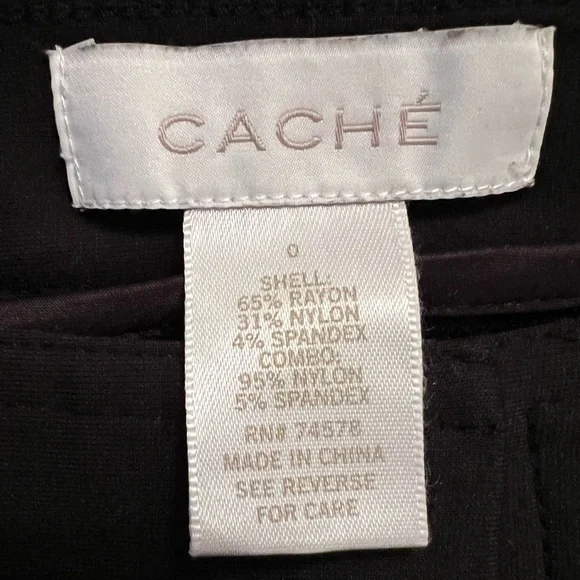 CACHÉ
0
SHELL:
65% RAYON
31% NYLON
4% SPANDEX
COMBO:
95% NYLON
5% SPANDEX
RN# 74578
MADE IN CHINA
SEE REVERSE
FOR CARE